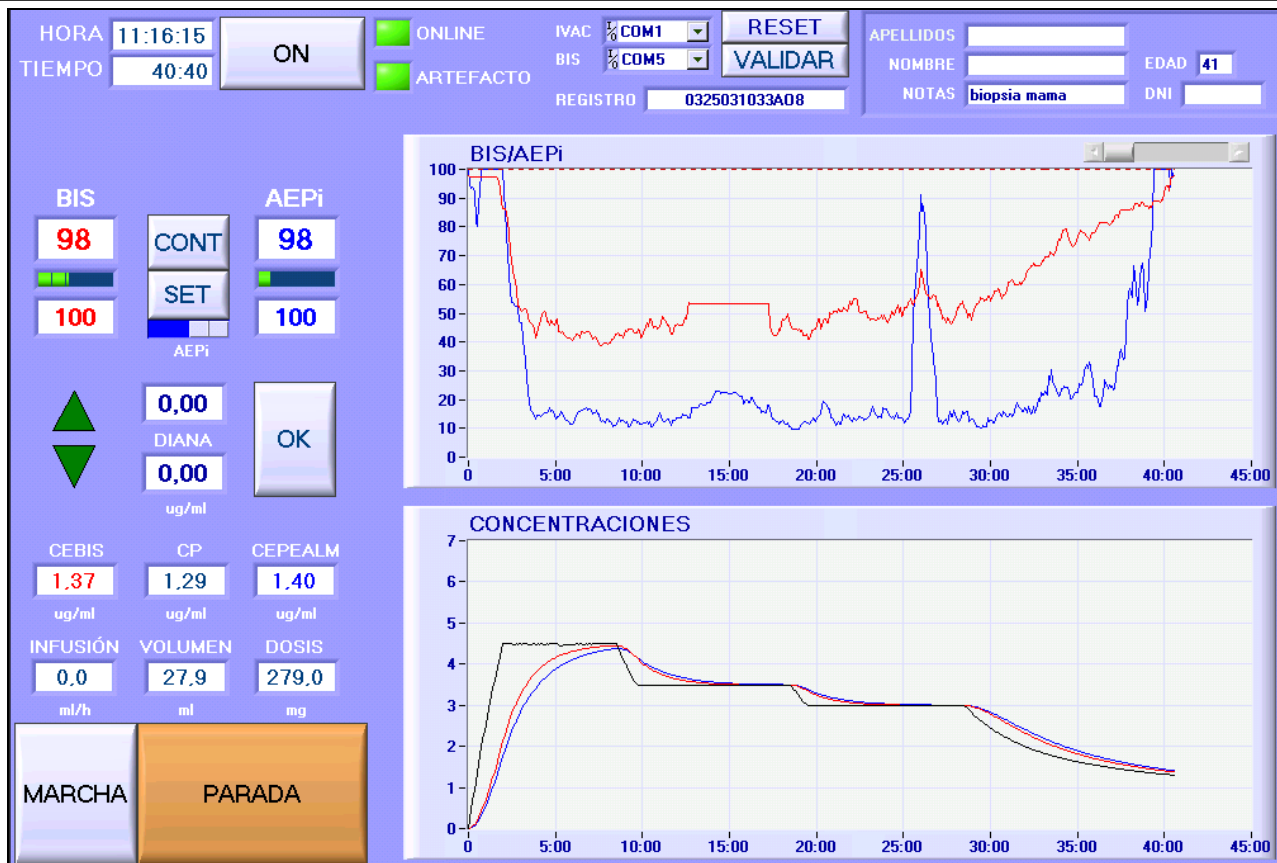 HORA 11:16:15 ON ONLINE IVAC COM1 RESET APELLIDOS
TIEMPO 40:40 ARTEFACTO BIS COM5 VALIDAR NOMBRE EDAD 41
REGISTRO 0325031033A08 NOTAS biopsia mama DNI
BIS/AEPi
BIS AEPi
98 CONT 98
SET
100 100
AEPi
0,00
DIANA OK
0,00
ug/ml
100
90
80
70
60
50
40
30
20
10
0
0 5:00 10:00 15:00 20:00 25:00 30:00 35:00 40:00 45:00
CONCENTRACIONES
CEBIS CP CEPEALM
1,37 1,29 1,40
ug/ml ug/ml ug/ml
INFUSIÓN VOLUMEN DOSIS
0,0 27,9 279,0
ml/h ml mg
MARCHA PARADA
7
6
5
4
3
2
1
0
0 5:00 10:00 15:00 20:00 25:00 30:00 35:00 40:00 45:00